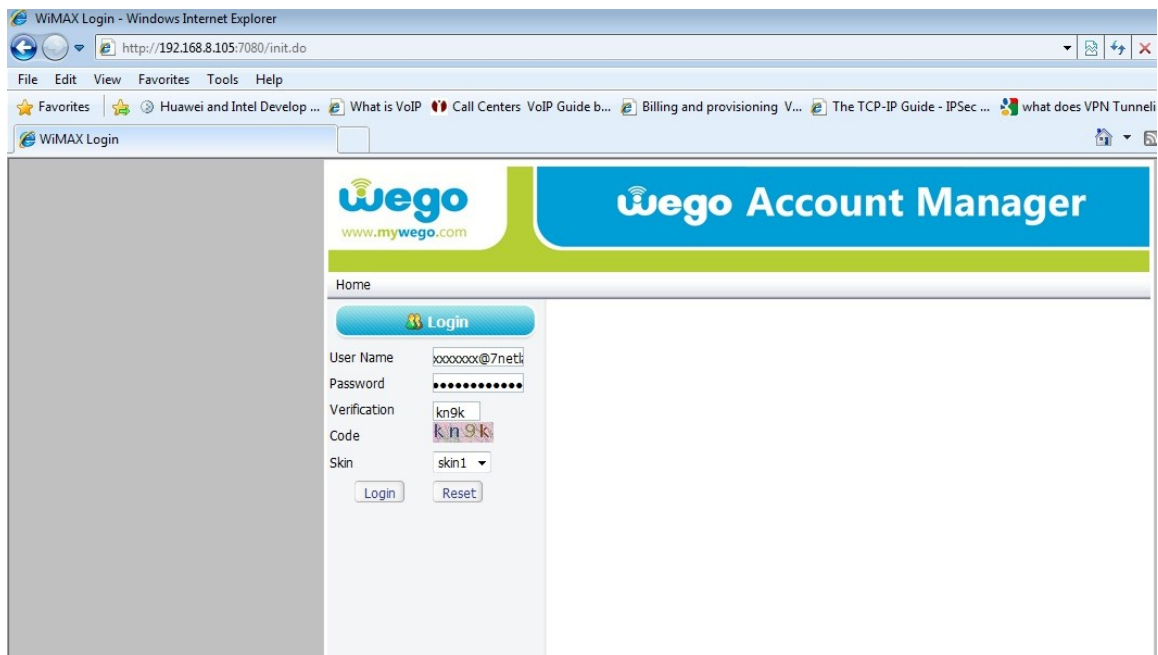 WiMAX Login - Windows Internet Explorer
http://192.168.8.105:7080/init.do
File Edit View Favorites Tools Help
Favorites Huawei and Intel Develop ... What is VoIP Call Centers VoIP Guide b... Billing and provisioning V... The TCP-IP Guide - IPSec ... what does VPN Tunneli
WiMAX Login
wego
www.mywego.com
wego Account Manager
Home
Login
User Name xxxxxxx@7netl
Password ••••••••••••
Verification kn9k
Code kn9k
Skin skin1
Login Reset